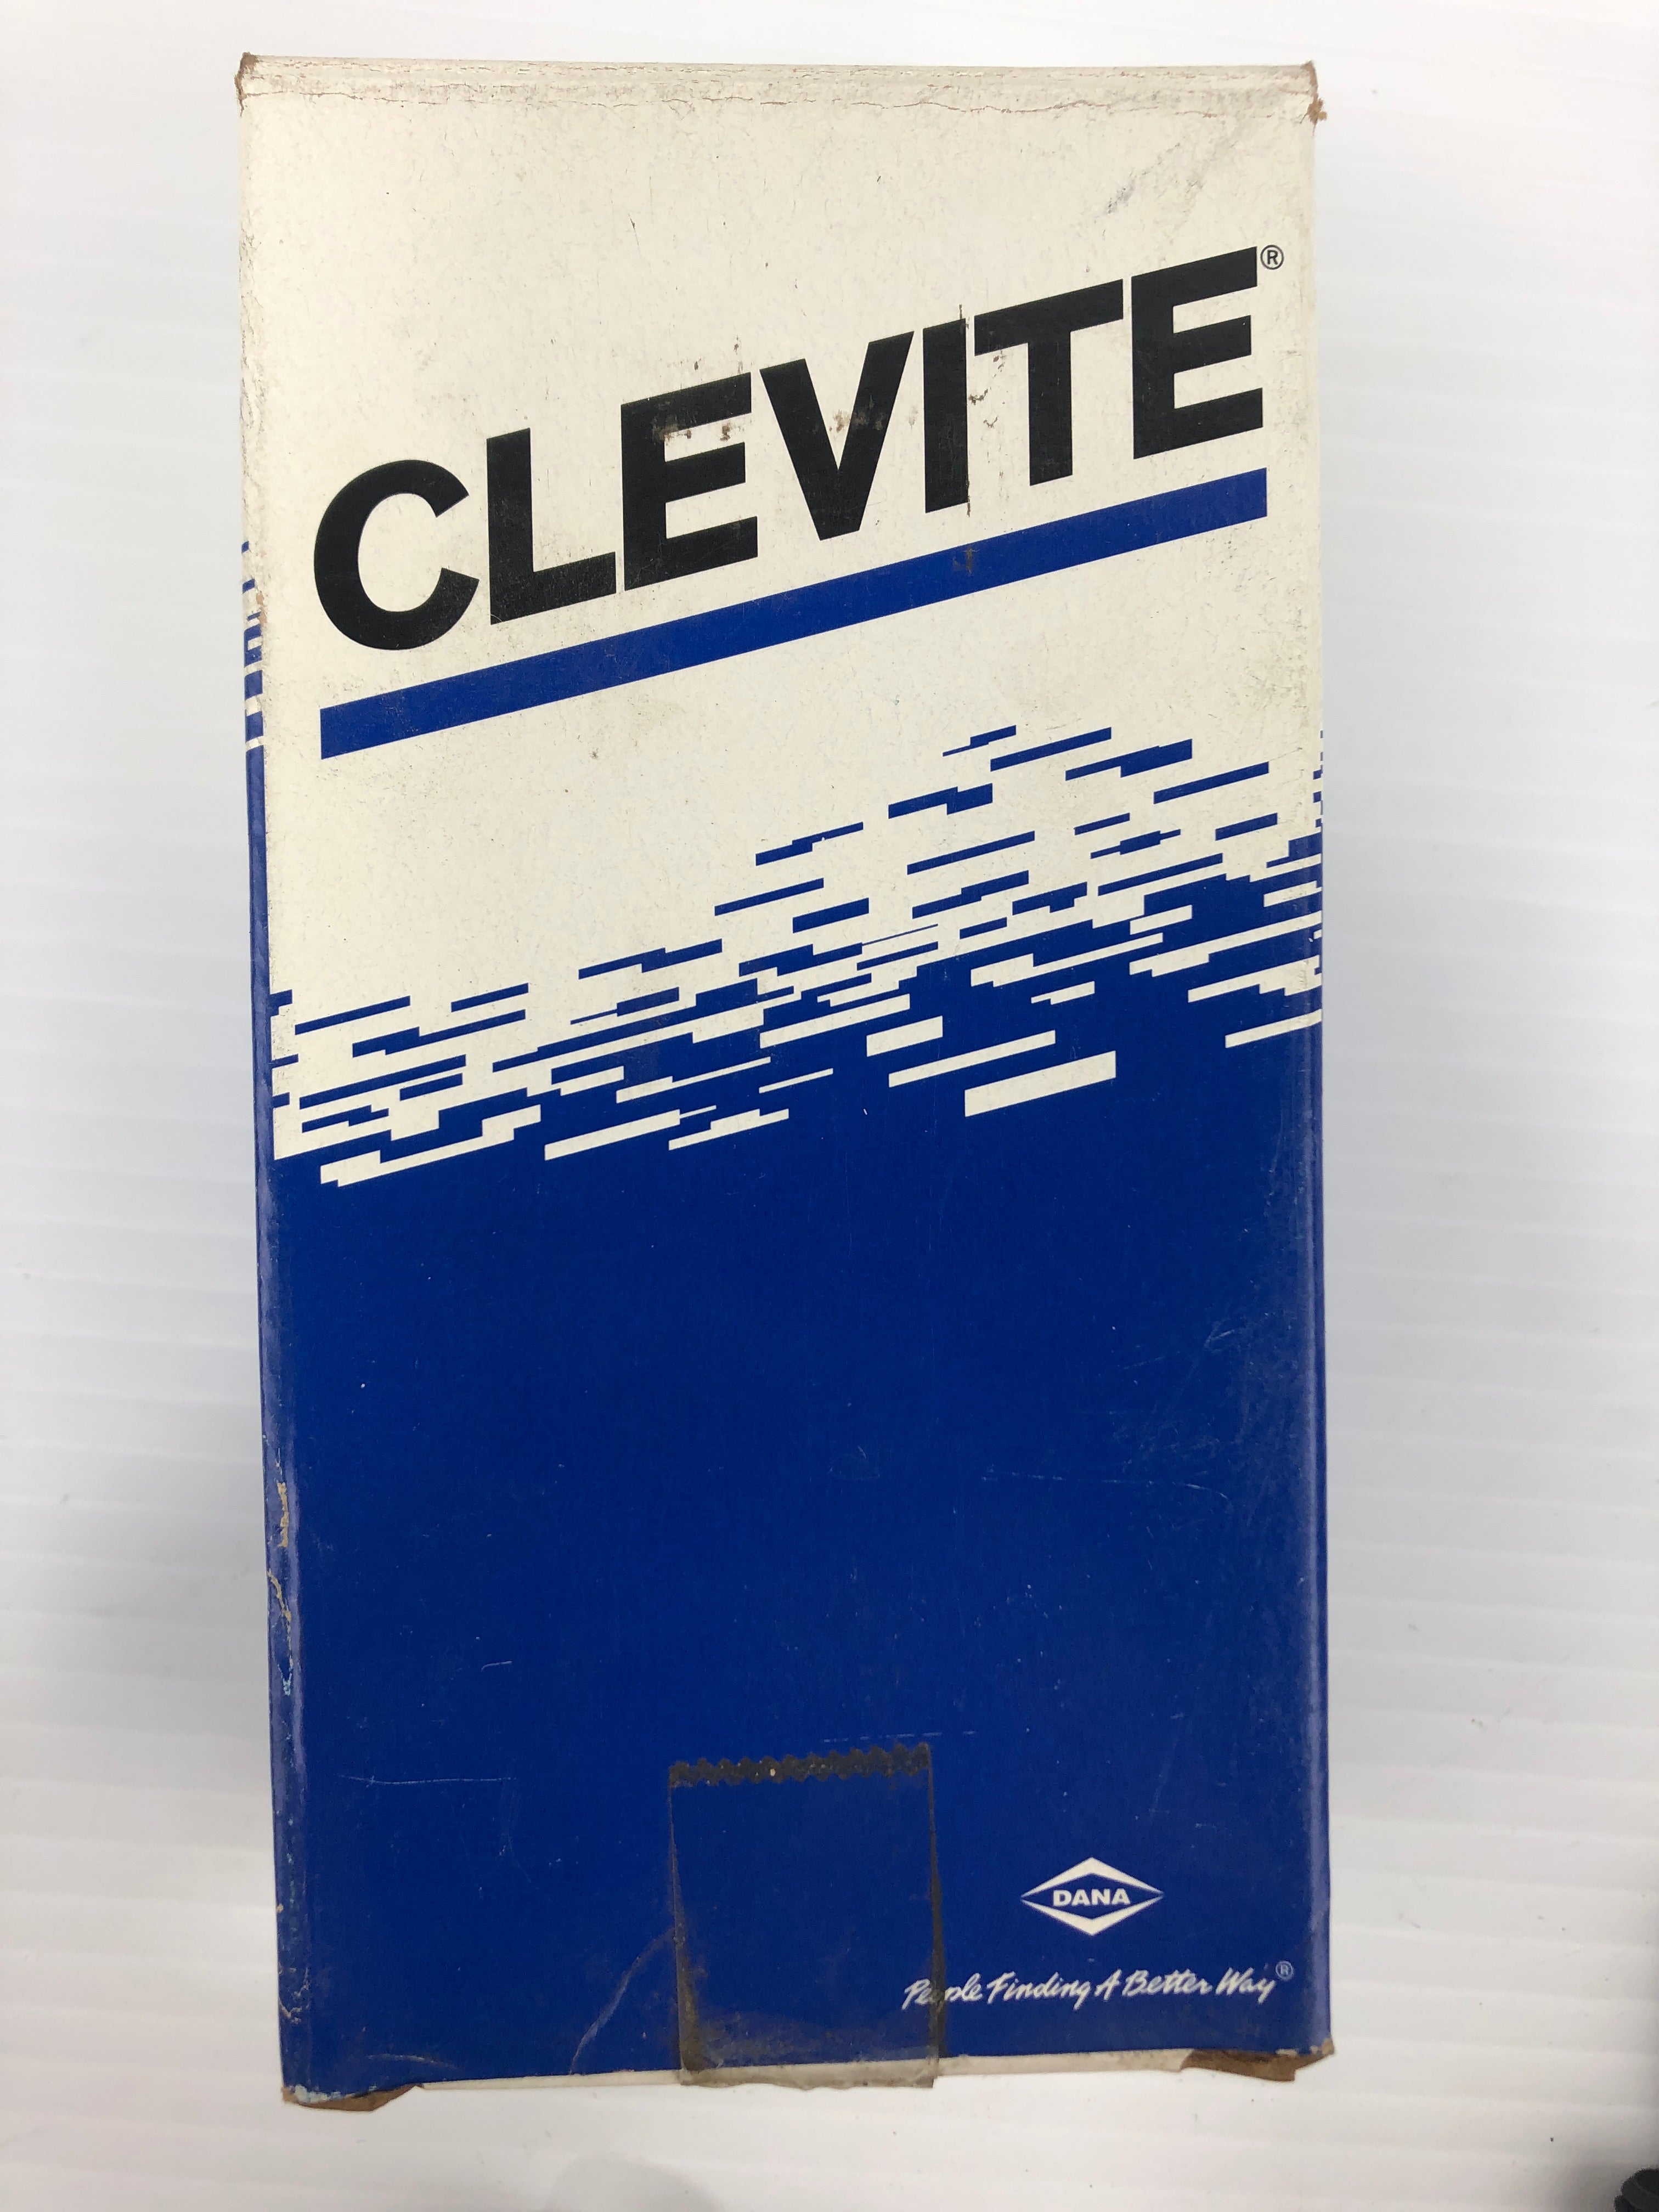 CLEVITE®
DANA
People Finding A Better Way®